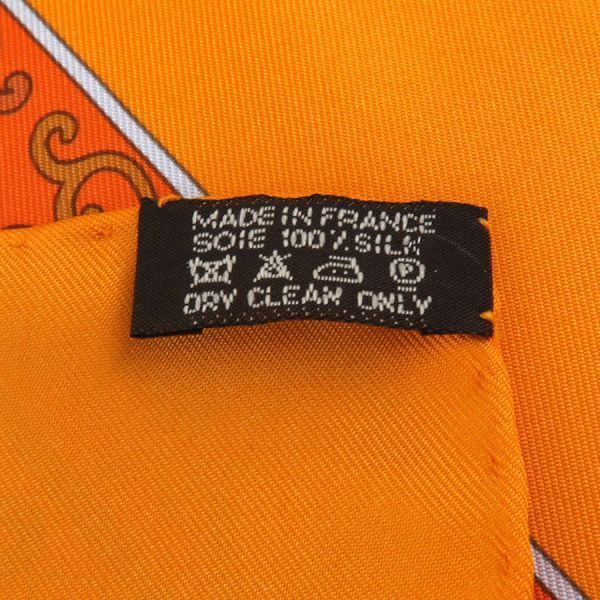 MADE IN FRANCE
SOIE 100% SILK
P
DRY CLEAN ONLY